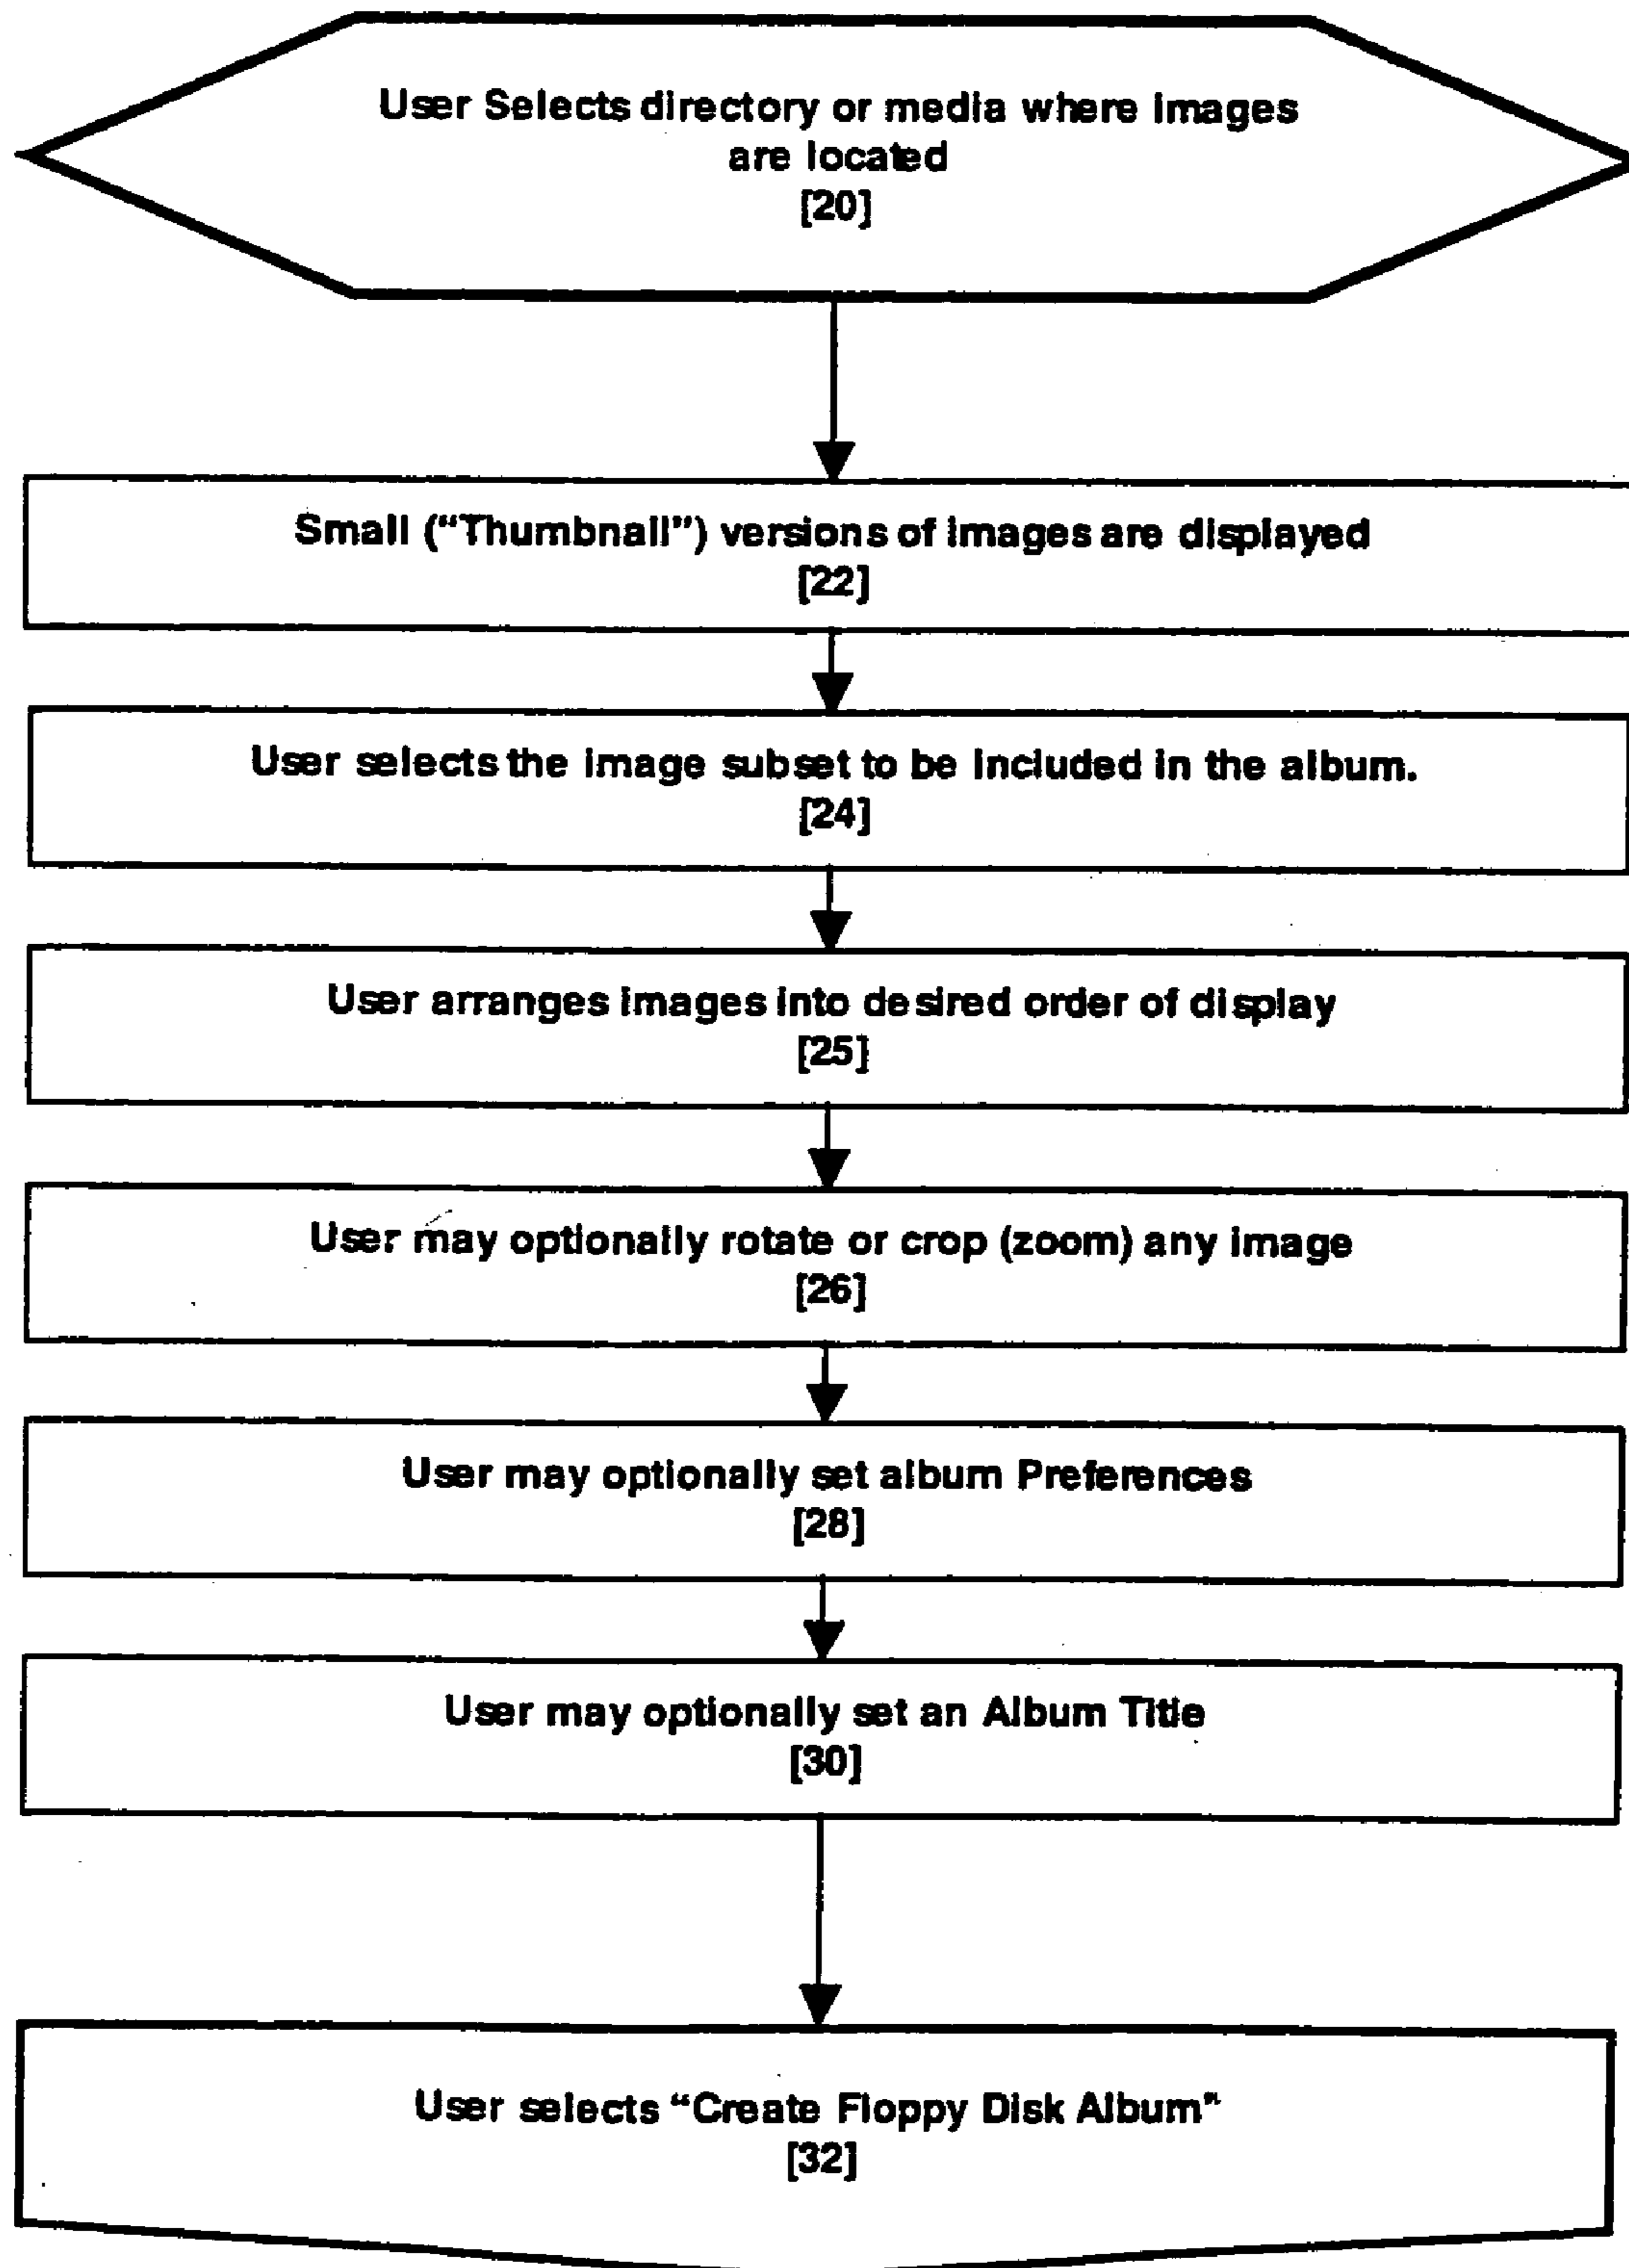 User Selects directory or media where images
are located
[20]
Small (“Thumbnail”) versions of images are displayed
[22]
User selects the image subset to be included in the album.
[24]
User arranges images into desired order of display
[25]
User may optionally rotate or crop (zoom) any image
[26]
User may optionally set album Preferences
[28]
User may optionally set an Album Title
[30]
User selects “Create Floppy Disk Album”
[32]